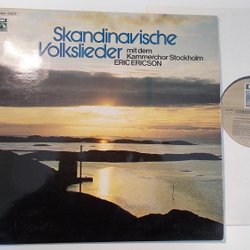 Skandinavische
Volkslieder
mit dem
Kammerchor Stockholm
ERIC ERICSON